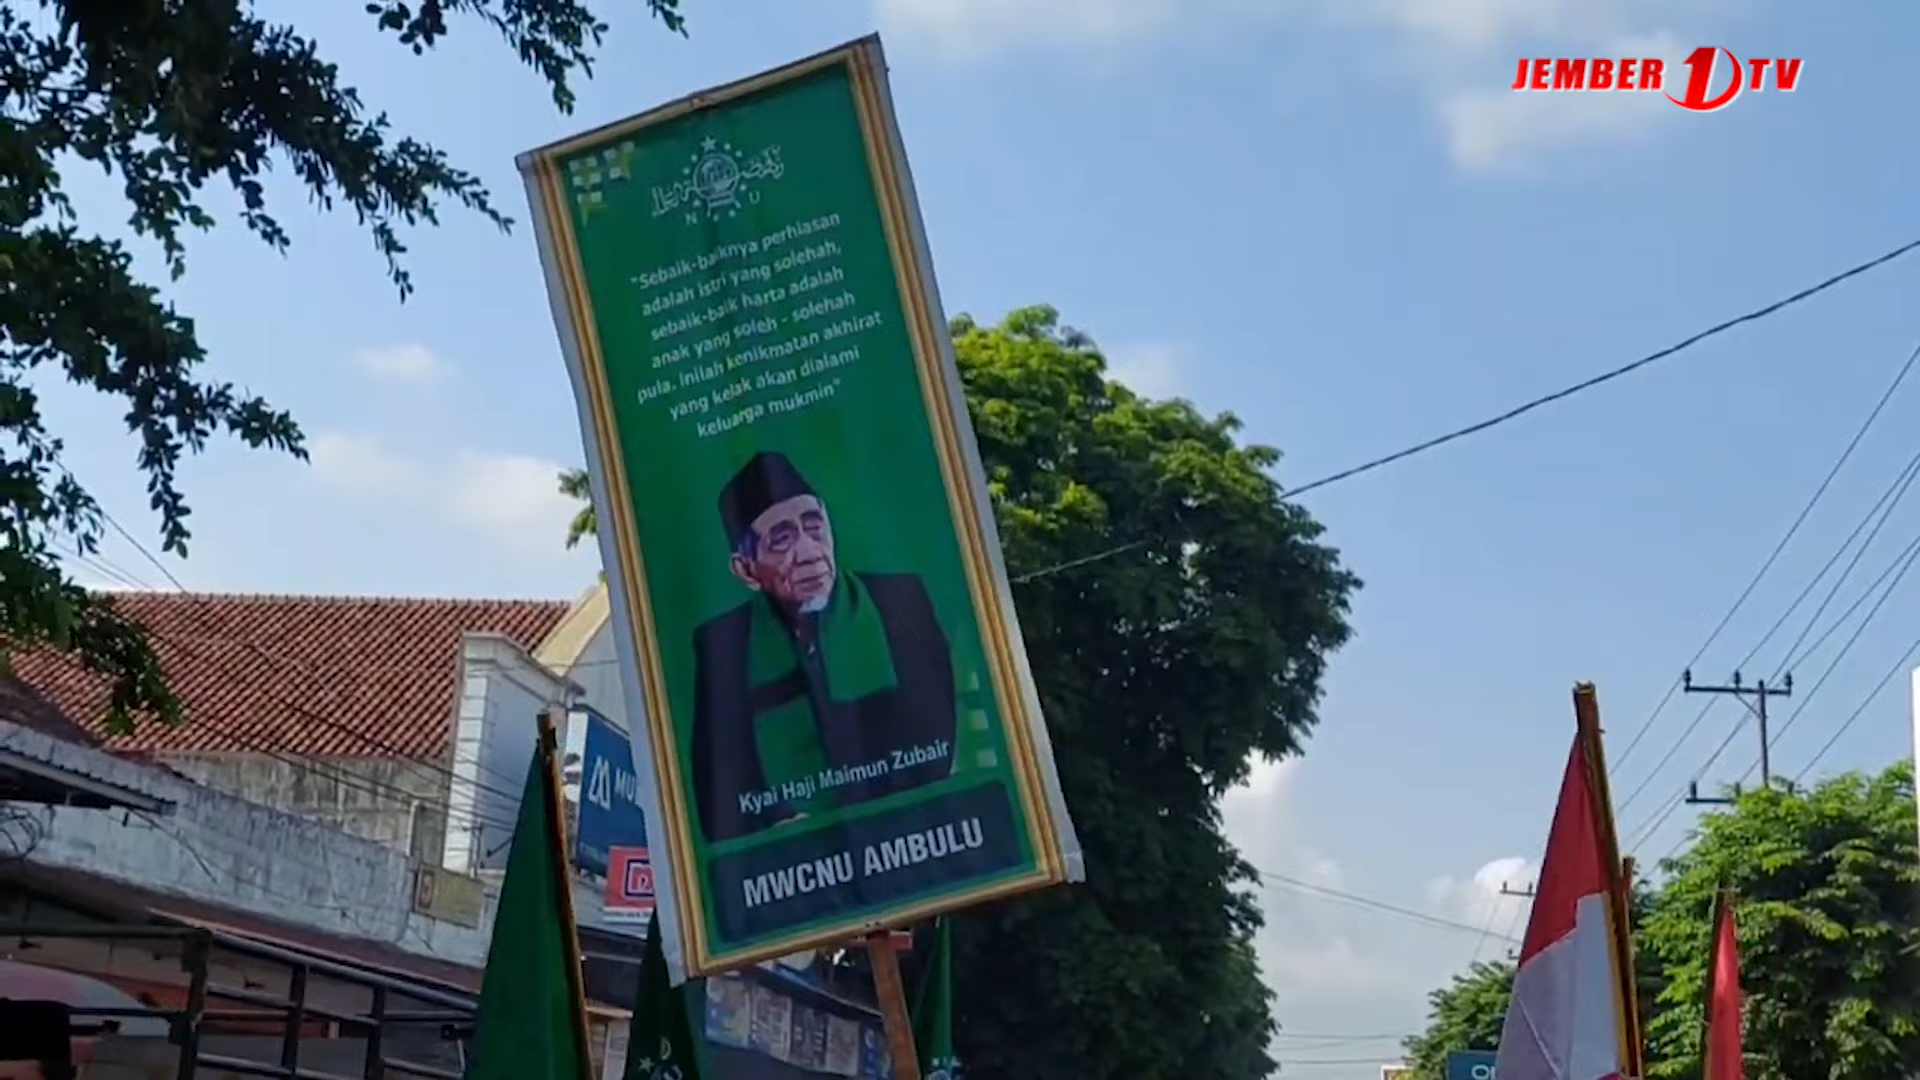 JEMBER 1 TV
N U
"Sebaik-baiknya perhiasan
adalah istri yang solehah,
sebaik-baik harta adalah
anak yang soleh - solehah
pula. Inilah kenikmatan akhirat
yang kelak akan dialami
keluarga mukmin"
Kyai Haji Maimun Zubair
MWCNU AMBULU